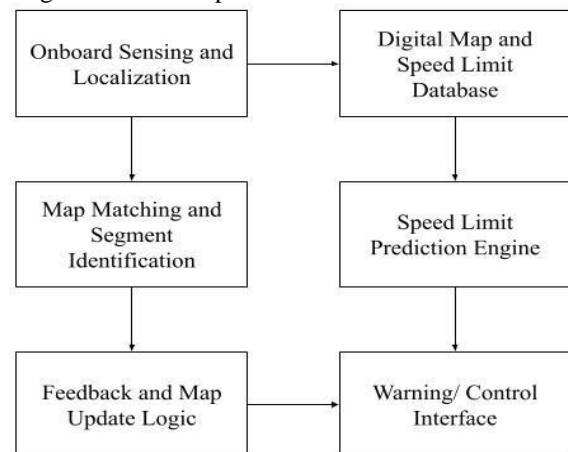 Onboard Sensing and
Localization
Digital Map and
Speed Limit
Database
Map Matching and
Segment
Identification
Speed Limit
Prediction Engine
Feedback and Map
Update Logic
Warning/ Control
Interface